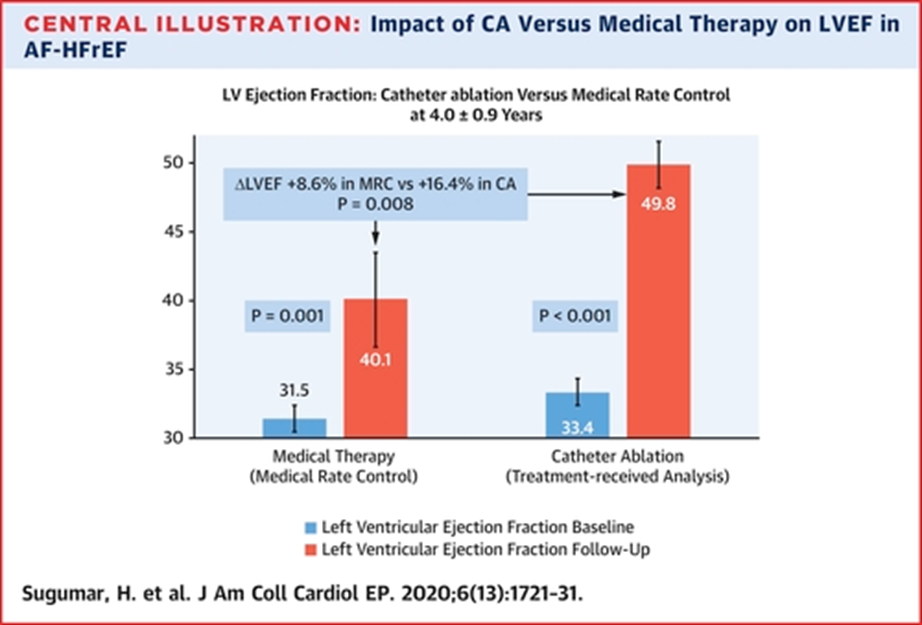 CENTRAL ILLUSTRATION: Impact of CA Versus Medical Therapy on LVEF in
AF-HFrEF
LV Ejection Fraction: Catheter ablation Versus Medical Rate Control
at 4.0 ± 0.9 Years
50
45
40
35
30
ΔLVEF +8.6% in MRC vs +16.4% in CA
P = 0.008
P = 0.001
P < 0.001
31.5
40.1
33.4
49.8
Medical Therapy
(Medical Rate Control)
Catheter Ablation
(Treatment-received Analysis)
Left Ventricular Ejection Fraction Baseline
Left Ventricular Ejection Fraction Follow-Up
Sugumar, H. et al. J Am Coll Cardiol EP. 2020;6(13):1721-31.